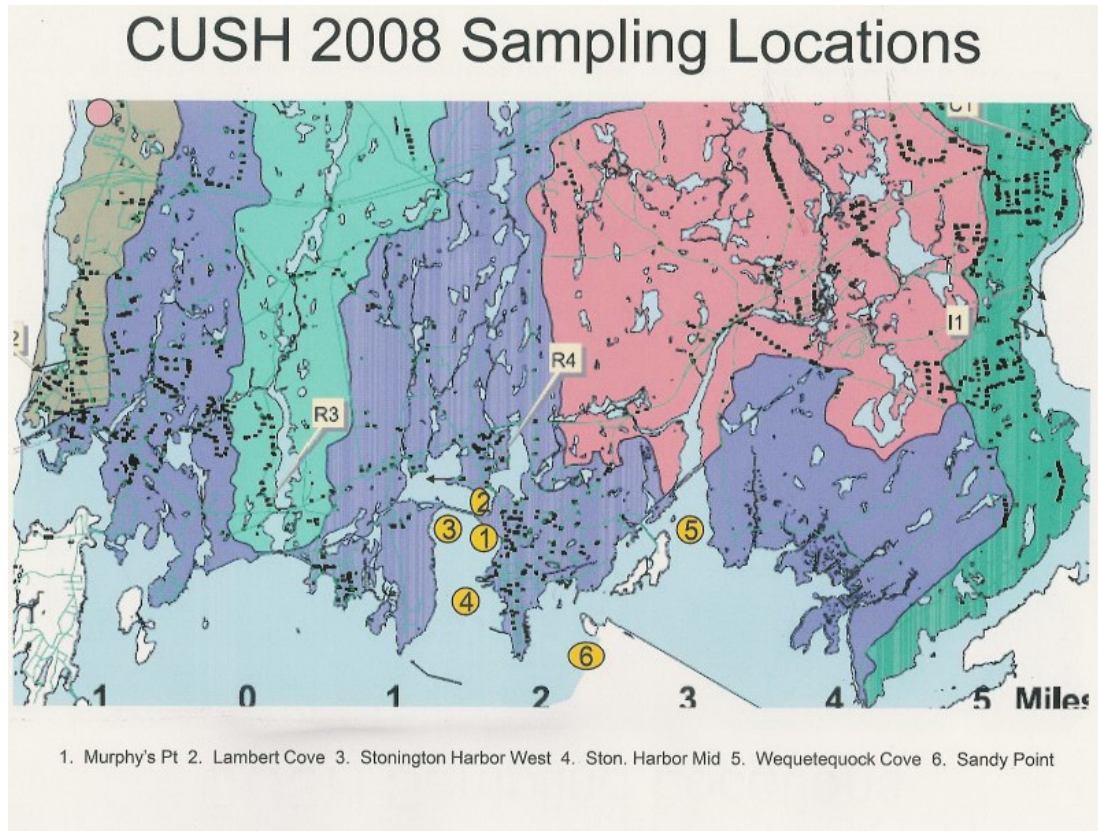 CUSH 2008 Sampling Locations
I1
R4
R3
2
3 1 5
4
6
1 0 1 2 3 4 5 Miles
1. Murphy's Pt 2. Lambert Cove 3. Stonington Harbor West 4. Ston. Harbor Mid 5. Wequetequock Cove 6. Sandy Point